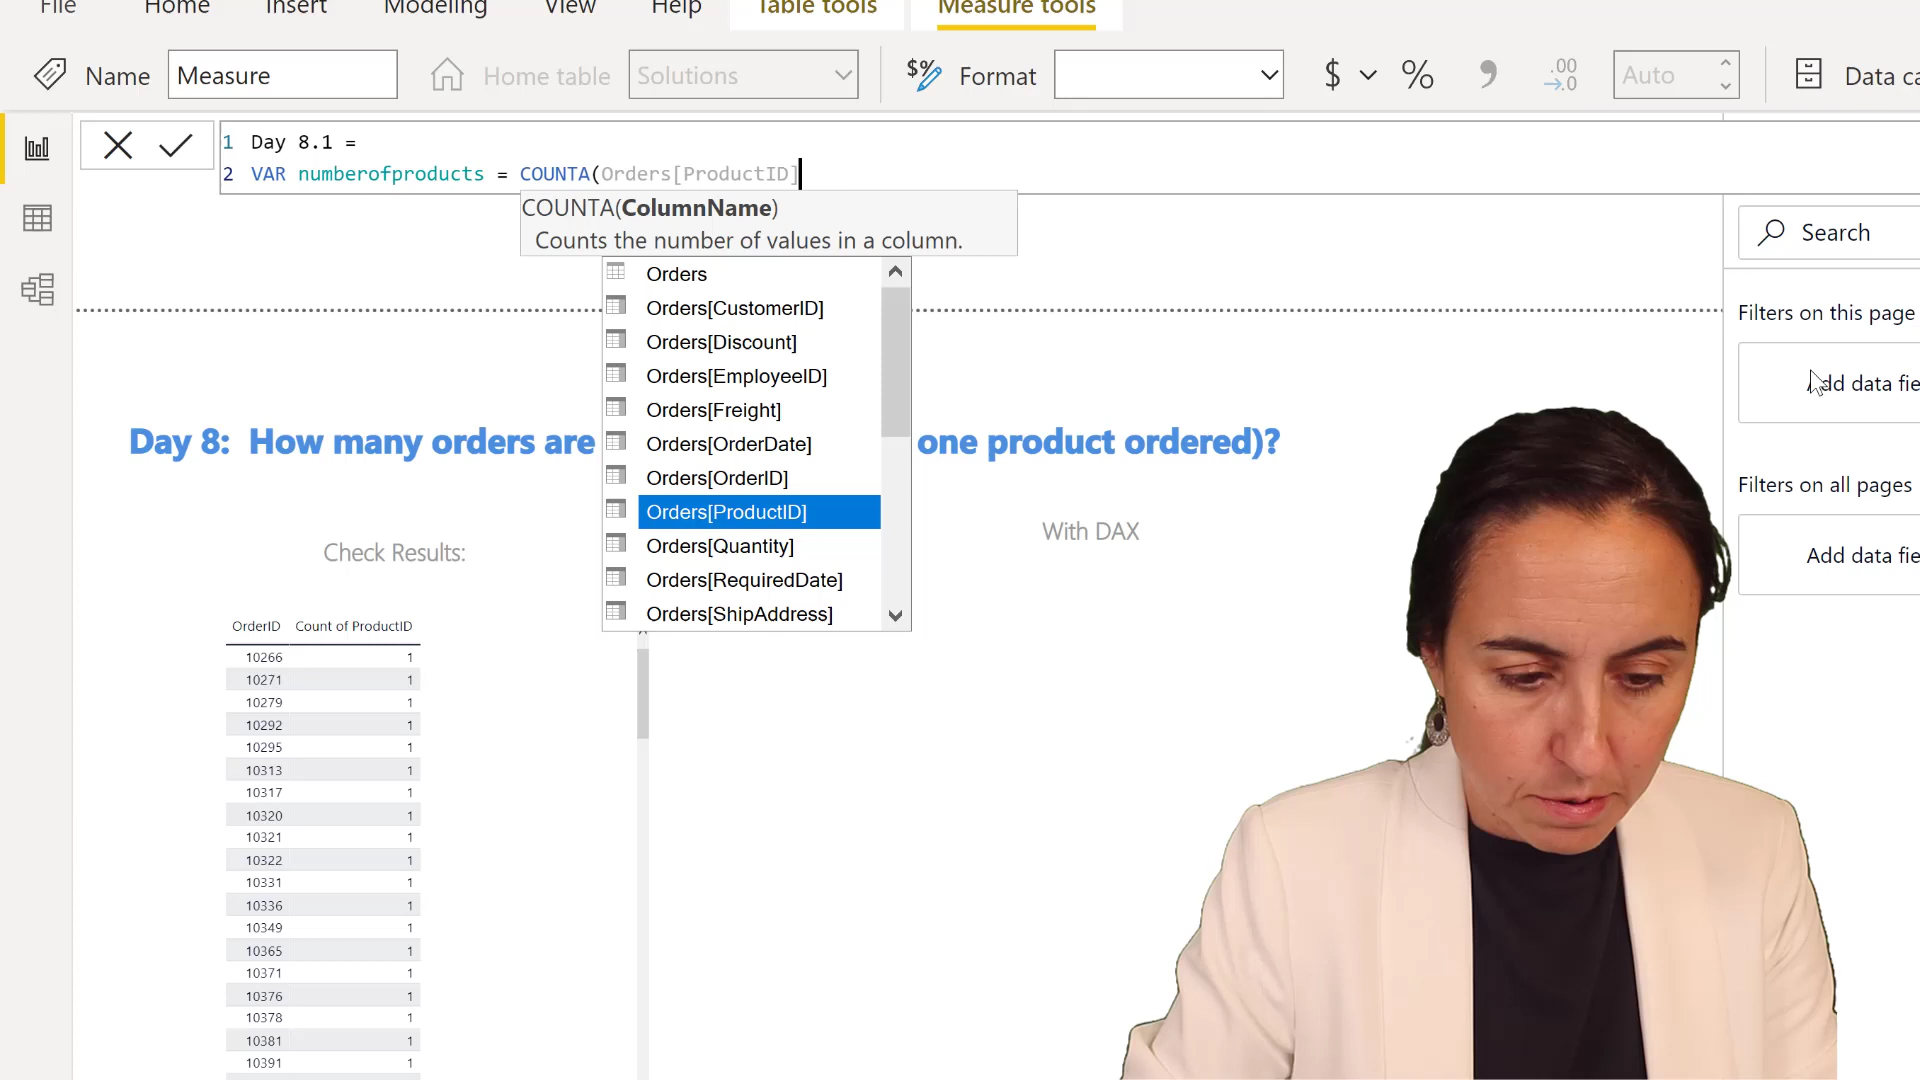 File Home Insert Modeling View Help Table tools Measure tools
Name Measure Home table Solutions Format $ % .00 →.0 Auto Data ca
1 Day 8.1 =
2 VAR numberofproducts = COUNTA(Orders[ProductID]
COUNTA(ColumnName)
Counts the number of values in a column.
Search
Orders
Orders[CustomerID]
Orders[Discount]
Orders[EmployeeID]
Orders[Freight]
Orders[OrderDate]
Orders[OrderID]
Orders[ProductID]
Orders[Quantity]
Orders[RequiredDate]
Orders[ShipAddress]
Filters on this page
Add data fie
Filters on all pages
Add data fie
Day 8: How many orders are one product ordered)?
Check Results:
With DAX
OrderID Count of ProductID
10266 1
10271 1
10279 1
10292 1
10295 1
10313 1
10317 1
10320 1
10321 1
10322 1
10331 1
10336 1
10349 1
10365 1
10371 1
10376 1
10378 1
10381 1
10391 1